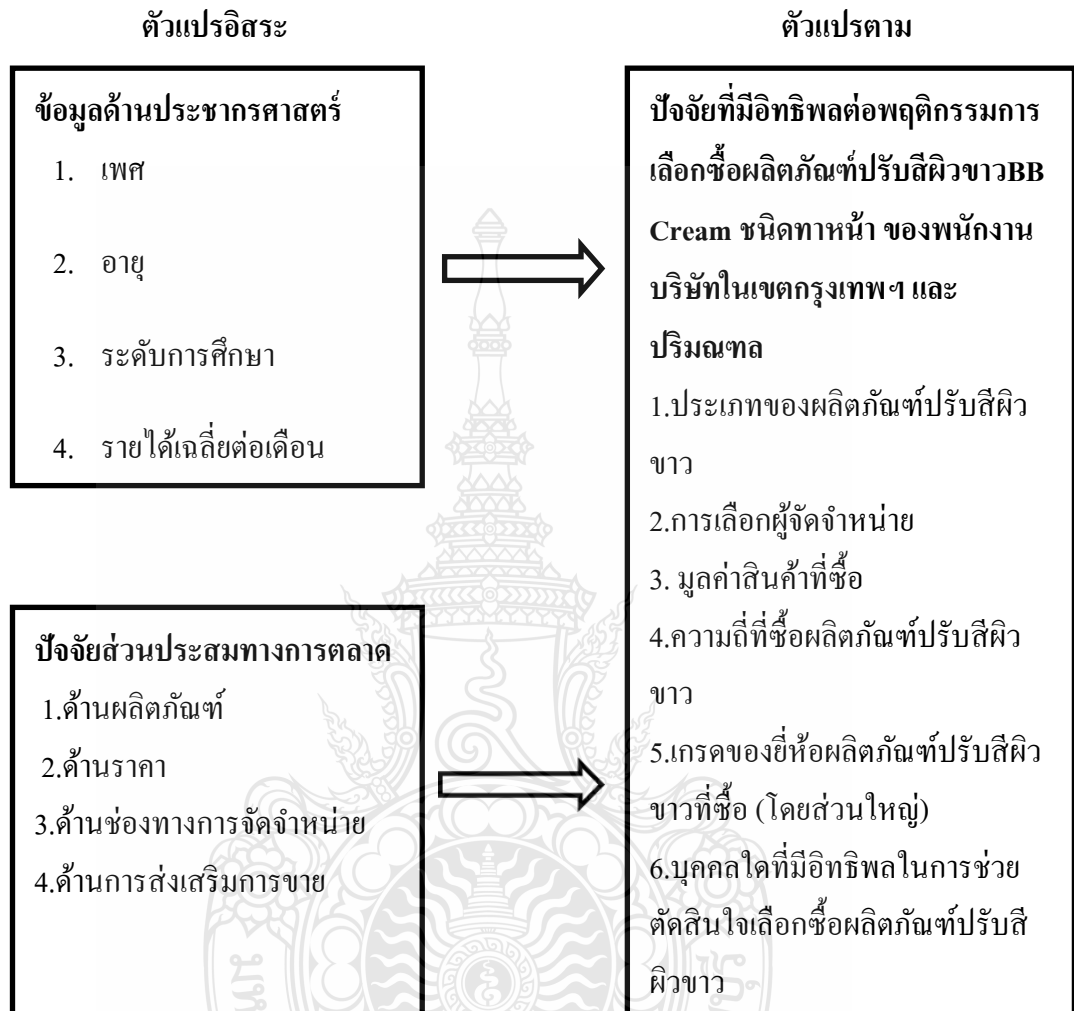 ตัวแปรอิสระ
ตัวแปรตาม
ข้อมูลด้านประชากรศาสตร์
1. เพศ
2. อายุ
3. ระดับการศึกษา
4. รายได้เฉลี่ยต่อเดือน
ปัจจัยส่วนประสมทางการตลาด
1.ด้านผลิตภัณฑ์
2.ด้านราคา
3.ด้านช่องทางการจัดจำหน่าย
4.ด้านการส่งเสริมการขาย
ปัจจัยที่มีอิทธิพลต่อพฤติกรรมการ
เลือกซื้อผลิตภัณฑ์ปรับสีผิวขาวBB
Cream ชนิดทาหน้า ของพนักงาน
บริษัทในเขตกรุงเทพฯ และ
ปริมณฑล
1.ประเภทของผลิตภัณฑ์ปรับสีผิว
ขาว
2.การเลือกผู้จัดจำหน่าย
3. มูลค่าสินค้าที่ซื้อ
4.ความถี่ที่ซื้อผลิตภัณฑ์ปรับสีผิว
ขาว
5.เกรดของยี่ห้อผลิตภัณฑ์ปรับสีผิว
ขาวที่ซื้อ (โดยส่วนใหญ่)
6.บุคคลใดที่มีอิทธิพลในการช่วย
ตัดสินใจเลือกซื้อผลิตภัณฑ์ปรับสี
ผิวขาว